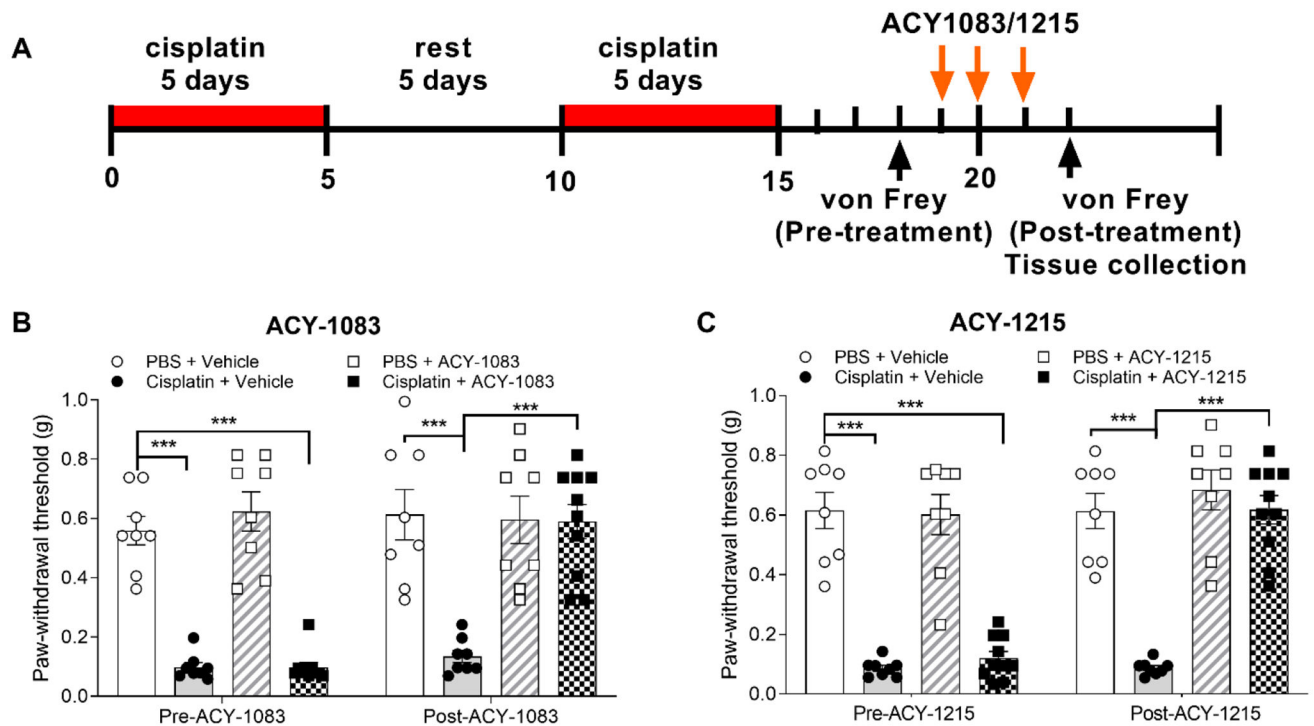 A
cisplatin
5 days
rest
5 days
cisplatin
5 days
ACY1083/1215
0
5
10
15
20
von Frey
(Pre-treatment)
von Frey
(Post-treatment)
Tissue collection
B
ACY-1083
PBS + Vehicle
Cisplatin + Vehicle
PBS + ACY-1083
Cisplatin + ACY-1083
Paw-withdrawal threshold (g)
1.0
0.8
0.6
0.4
0.2
0.0
***
***
***
***
Pre-ACY-1083
Post-ACY-1083
C
ACY-1215
PBS + Vehicle
Cisplatin + Vehicle
PBS + ACY-1215
Cisplatin + ACY-1215
Paw-withdrawal threshold (g)
1.0
0.8
0.6
0.4
0.2
0.0
***
***
***
***
Pre-ACY-1215
Post-ACY-1215